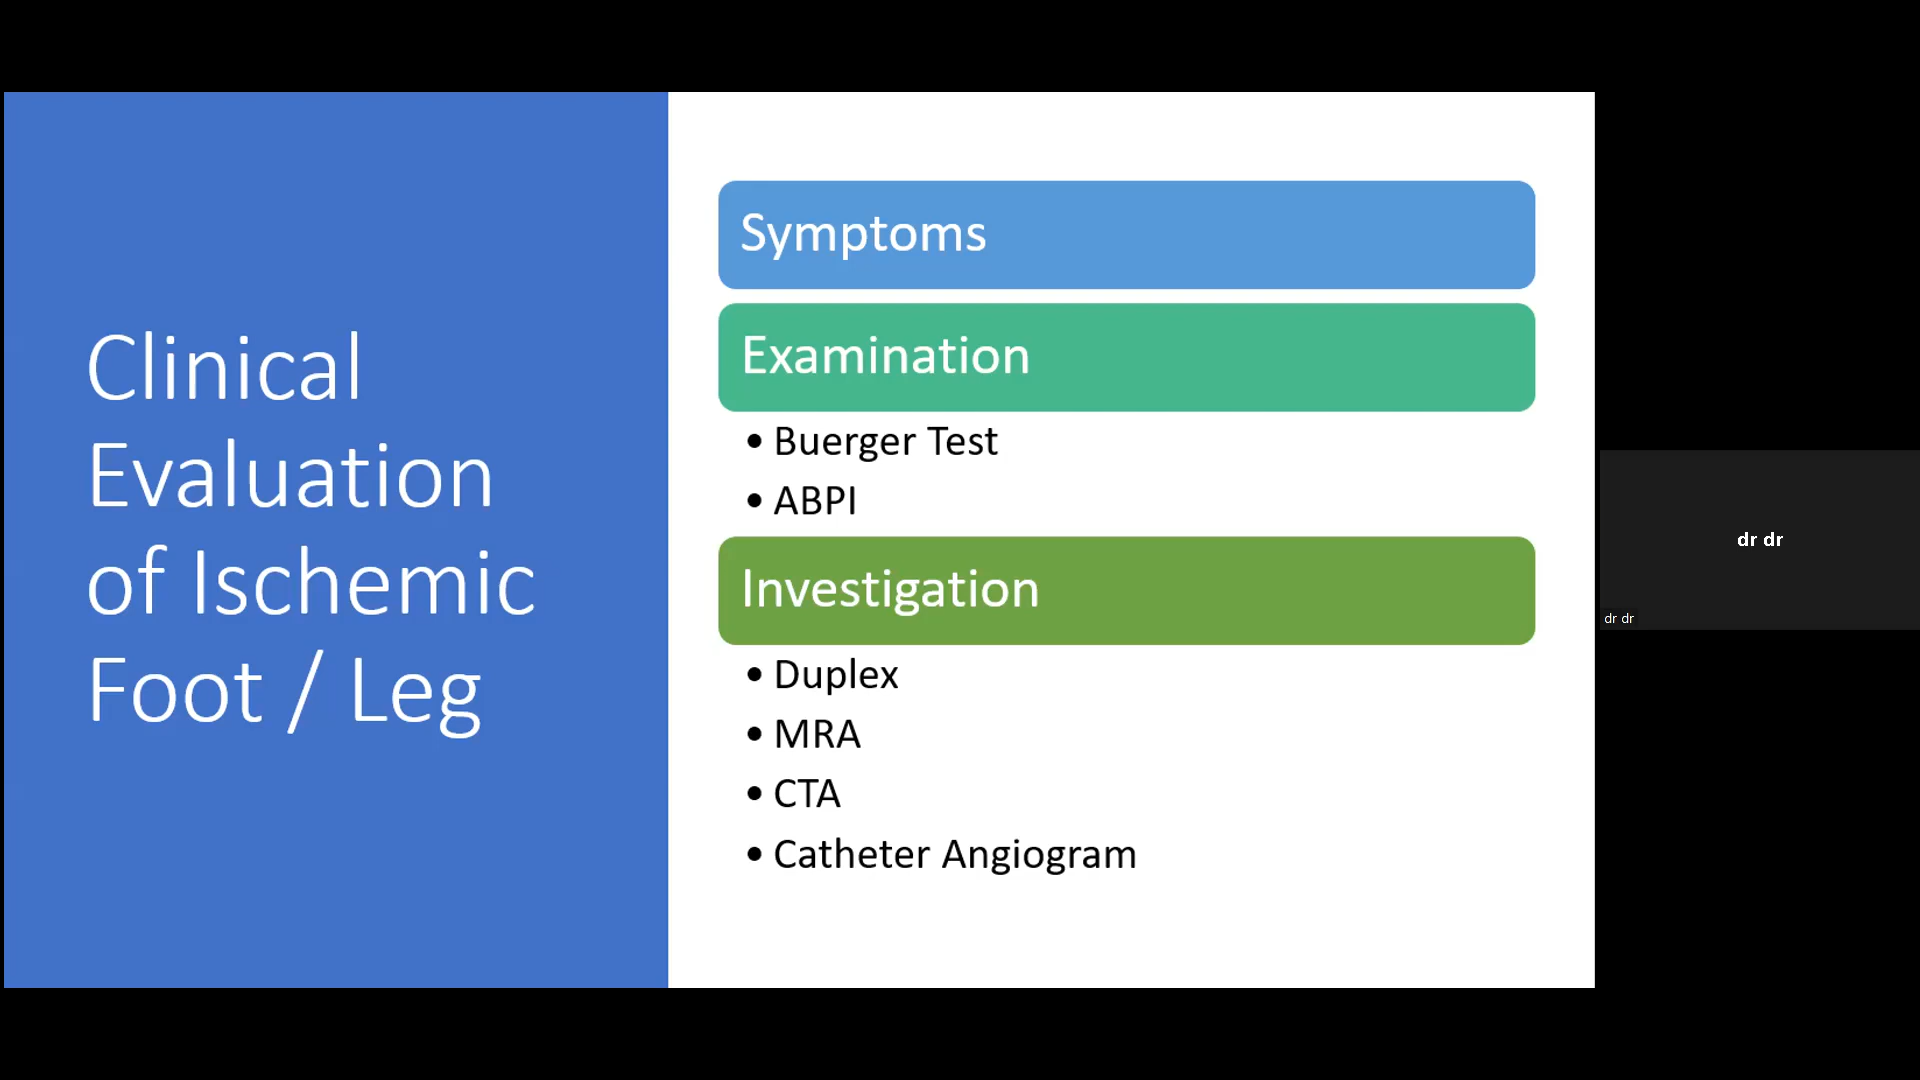 Clinical
Evaluation
of Ischemic
Foot / Leg
Symptoms
Examination
• Buerger Test
• ABPI
Investigation
• Duplex
• MRA
• CTA
• Catheter Angiogram
dr dr
dr dr